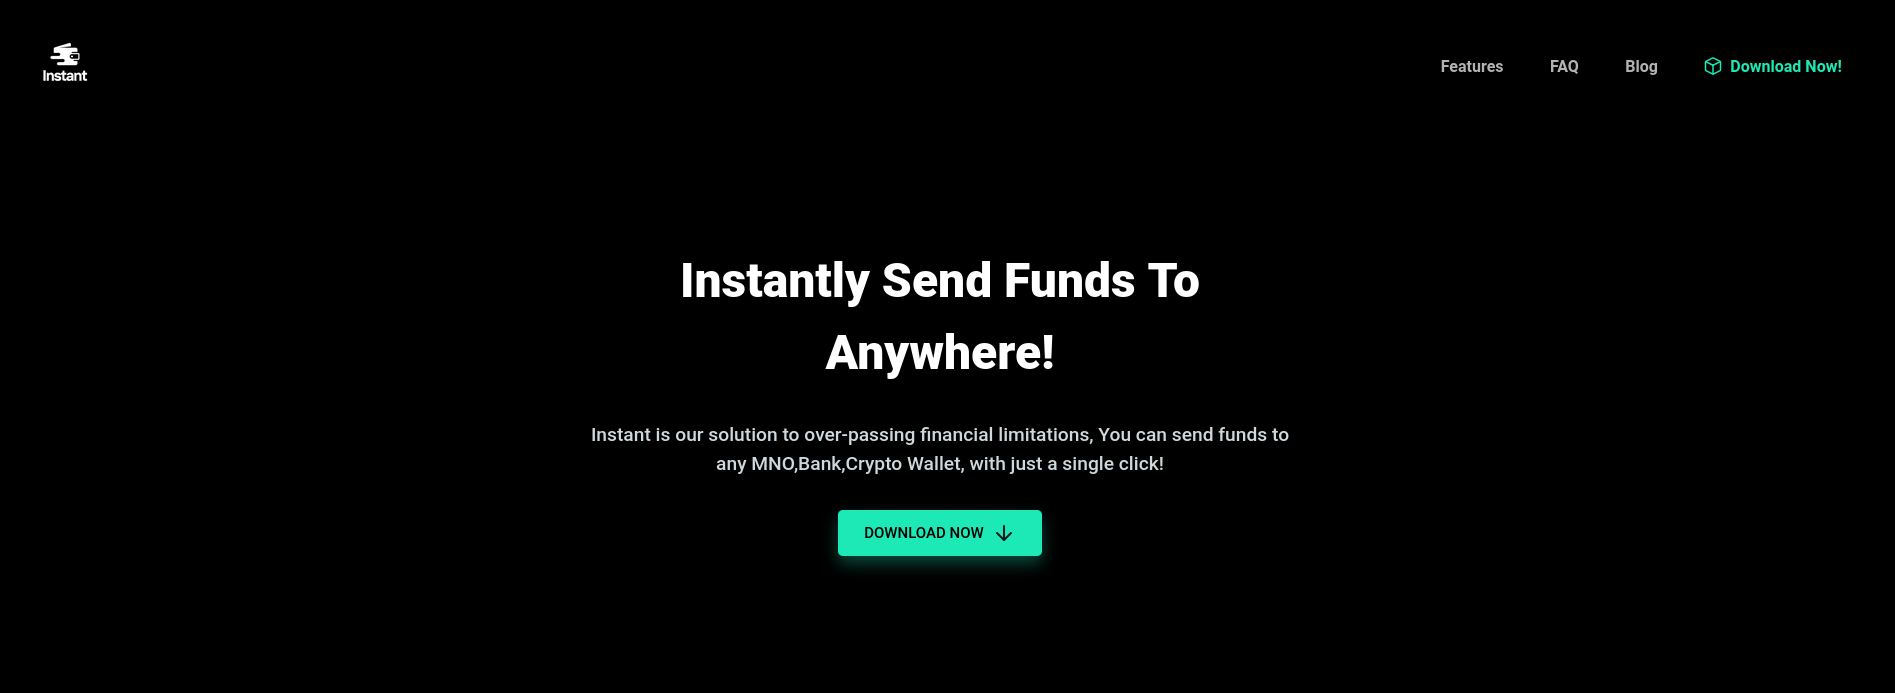 Instant
Features
FAQ
Blog
Download Now!
Instantly Send Funds To
Anywhere!
Instant is our solution to over-passing financial limitations, You can send funds to
any MNO,Bank,Crypto Wallet, with just a single click!
DOWNLOAD NOW